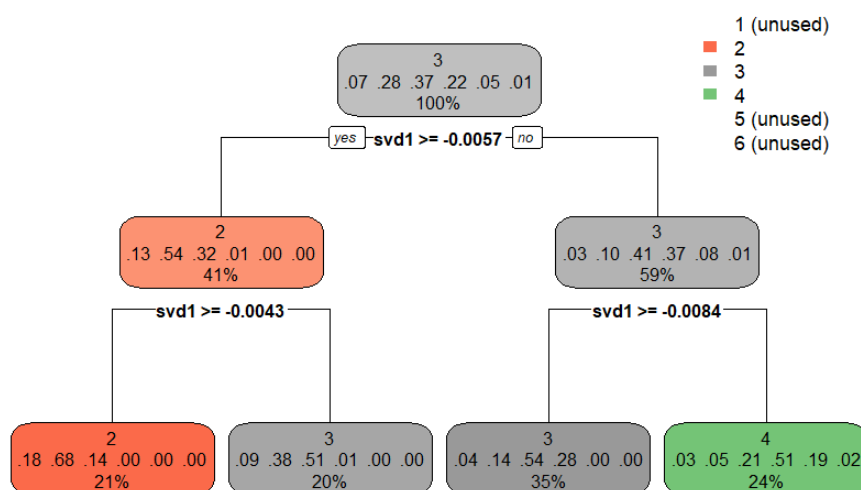 1 (unused)
2
3
4
5 (unused)
6 (unused)
3
.07 .28 .37 .22 .05 .01
100%
yes svd1 >= -0.0057 no
2
.13 .54 .32 .01 .00 .00
41%
3
.03 .10 .41 .37 .08 .01
59%
svd1 >= -0.0043
svd1 >= -0.0084
2
.18 .68 .14 .00 .00 .00
21%
3
.09 .38 .51 .01 .00 .00
20%
3
.04 .14 .54 .28 .00 .00
35%
4
.03 .05 .21 .51 .19 .02
24%